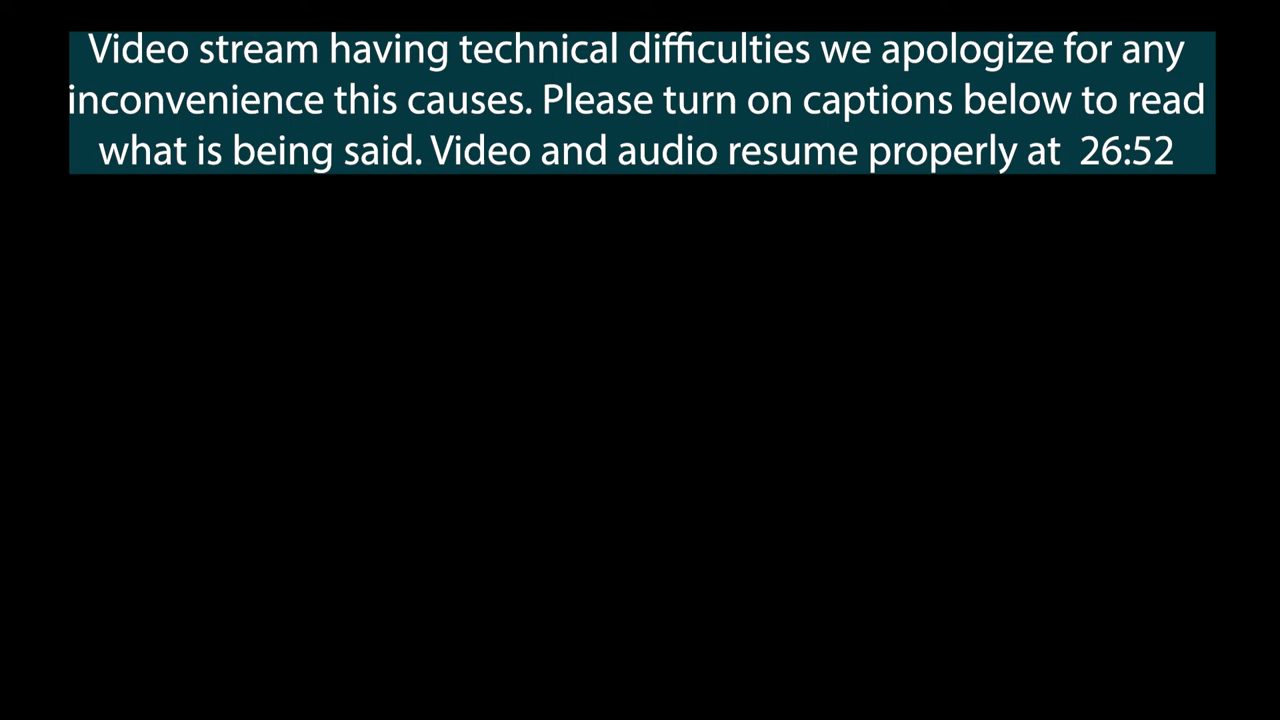 Video stream having technical difficulties we apologize for any
inconvenience this causes. Please turn on captions below to read
what is being said. Video and audio resume properly at 26:52